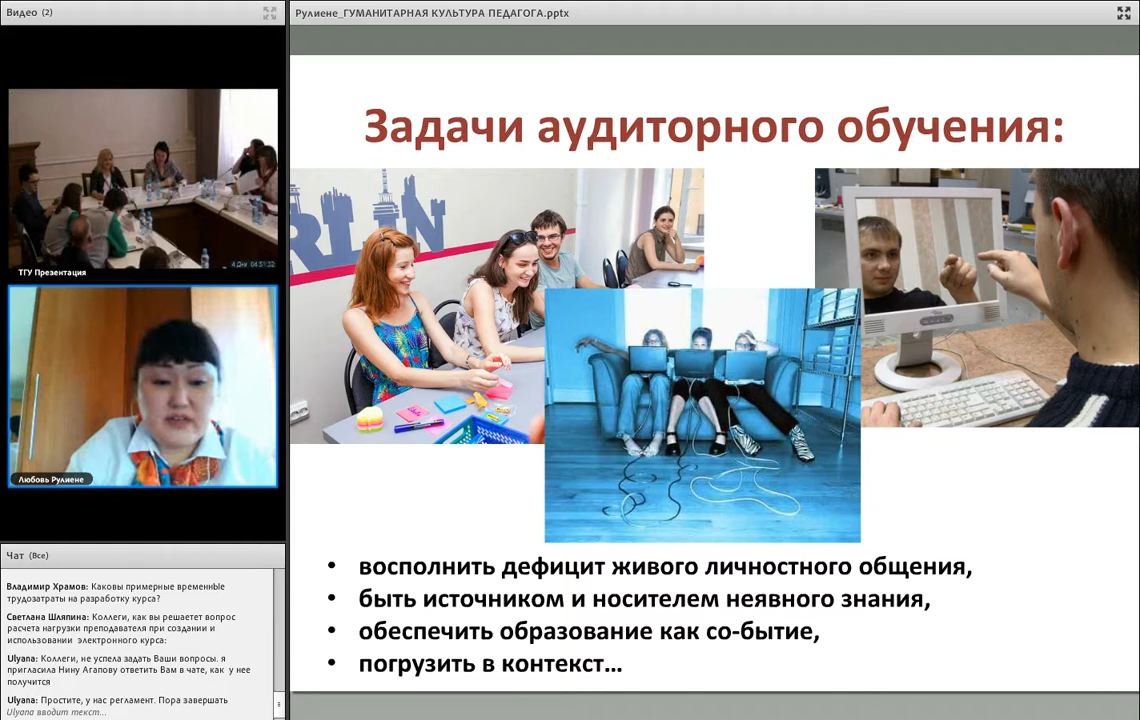 Видео (2)
ТГУ Презентация
Любовь Рулиене
Чат (Все)
Владимир Храмов: Каковы примерные временнЫе
трудозатраты на разработку курса?
Светлана Шляпина: Коллеги, как вы решаетет вопрос
расчета нагрузки преподавателя при создании и
использовании электронного курса:
Ulyana: Коллеги, не успела задать Ваши вопросы. я
пригласила Нину Агапову ответить Вам в чате, как у нее
получится
Ulyana: Простите, у нас регламент. Пора завершать
Ulyana вводит текст...
Рулиене_ГУМАНИТАРНАЯ КУЛЬТУРА ПЕДАГОГА.pptx
Задачи аудиторного обучения:
RLIN
• восполнить дефицит живого личностного общения,
• быть источником и носителем неявного знания,
• обеспечить образование как со-бытие,
• погрузить в контекст...